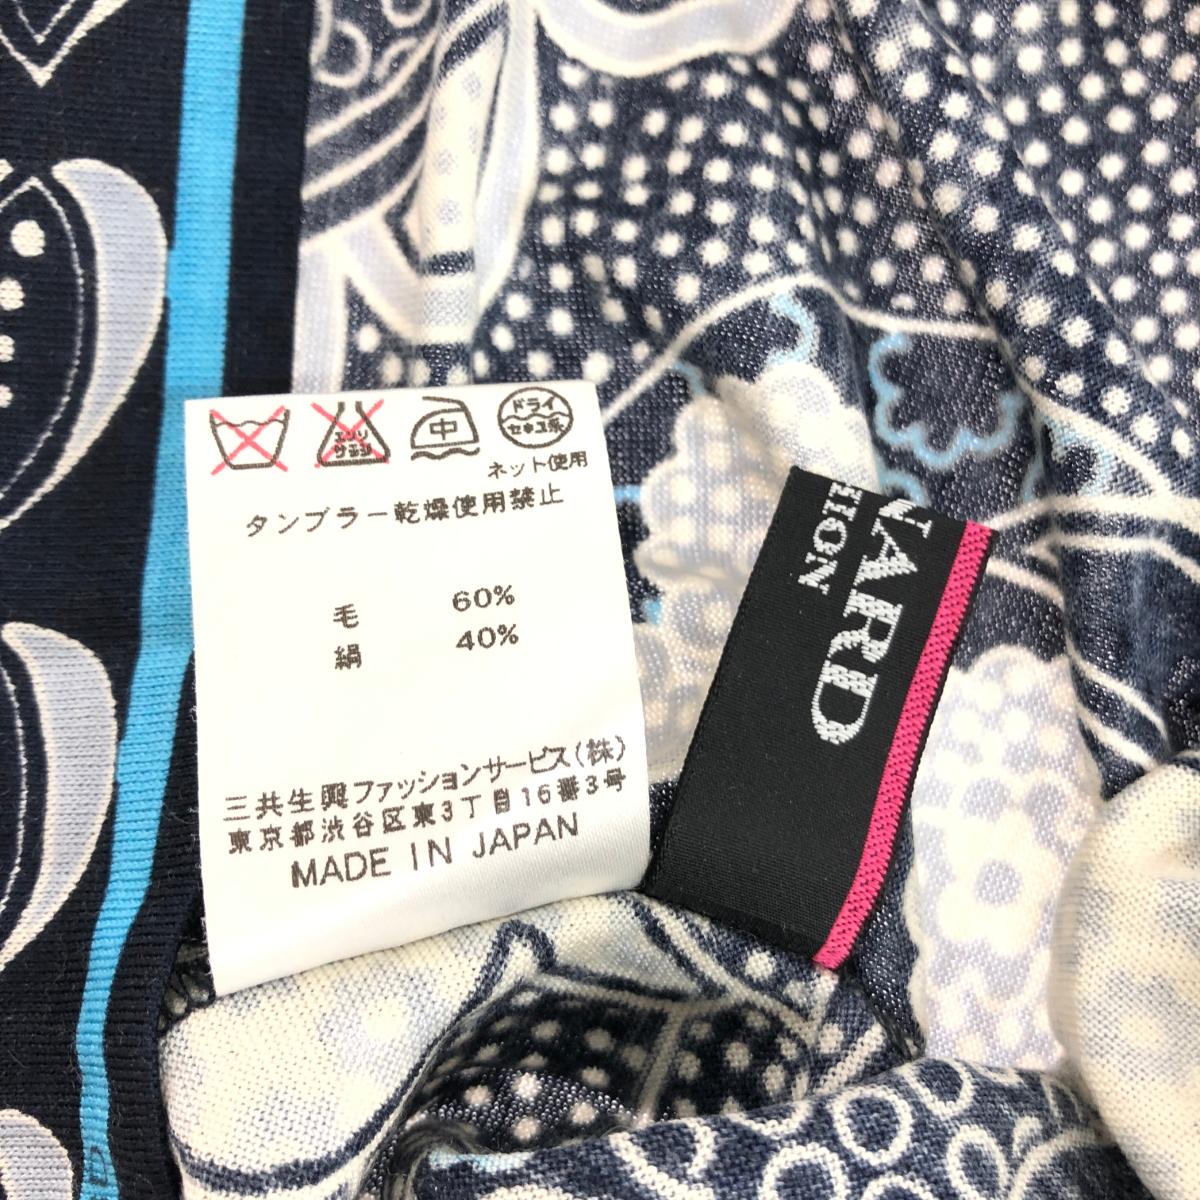 エンソ
サラシ
中
ドライ
セキユ系
ネット使用
タンブラー乾燥使用禁止
毛 60%
絹 40%
三共生興ファッションサービス(株)
東京都渋谷区東3丁目16番3号
MADE IN JAPAN
NARD